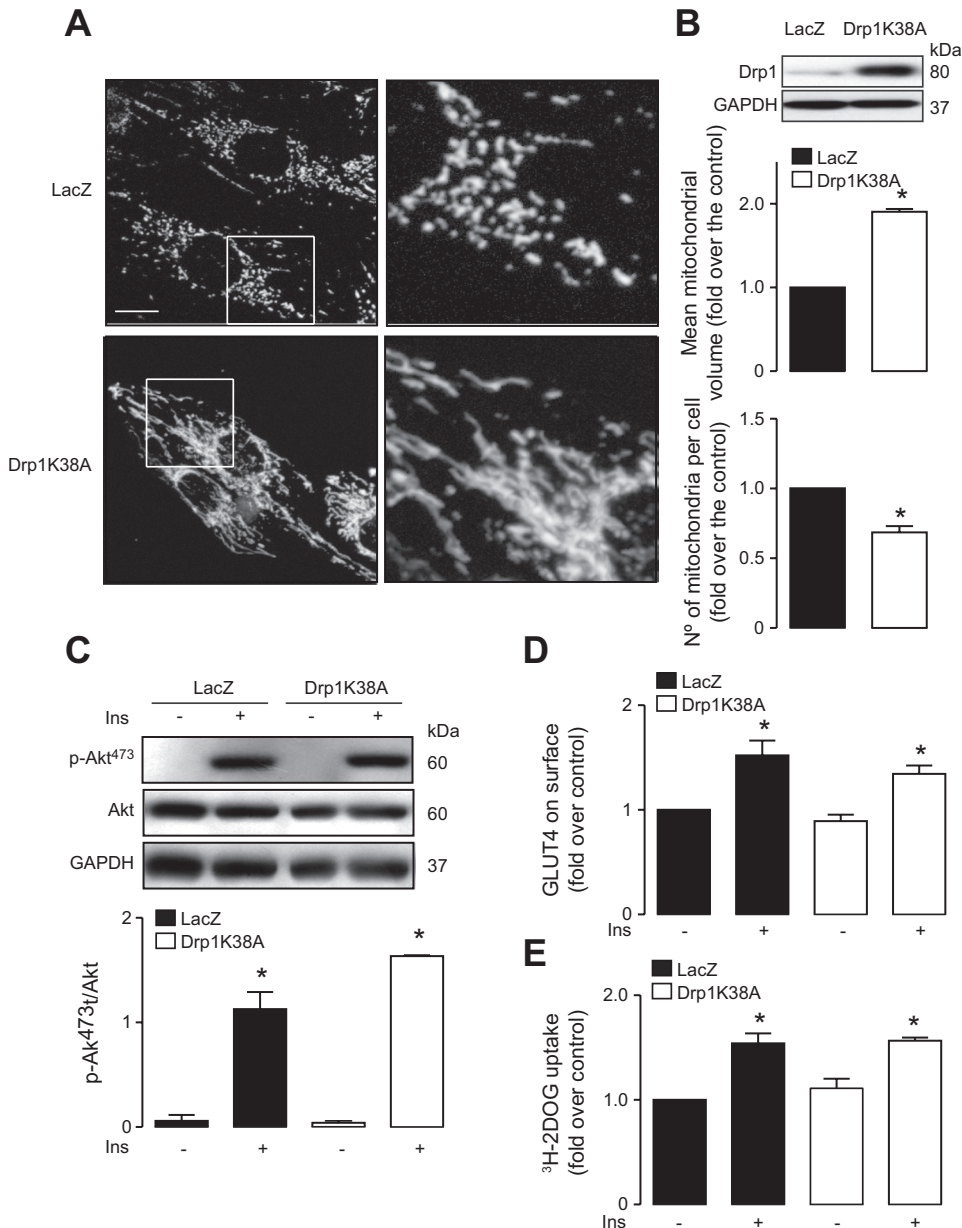 A
LacZ
Drp1K38A
B
LacZ Drp1K38A
kDa
Drp1 80
GAPDH 37
LacZ
Drp1K38A
Mean mitochondrial
volume (fold over the control)
2.0
1.0
0
*
Nº of mitochondria per cell
(fold over the control)
1.5
1.0
0.5
0
*
C
LacZ Drp1K38A
Ins - + - +
kDa
p-Akt473 60
Akt 60
GAPDH 37
LacZ
Drp1K38A
p-Ak473t/Akt
2
1
0
* *
Ins - + - +
D
LacZ
Drp1K38A
GLUT4 on surface
(fold over control)
2
1
0
* *
Ins - + - +
E
LacZ
Drp1K38A
3H-2DOG uptake
(fold over control)
2.0
1.0
0
* *
Ins - + - +